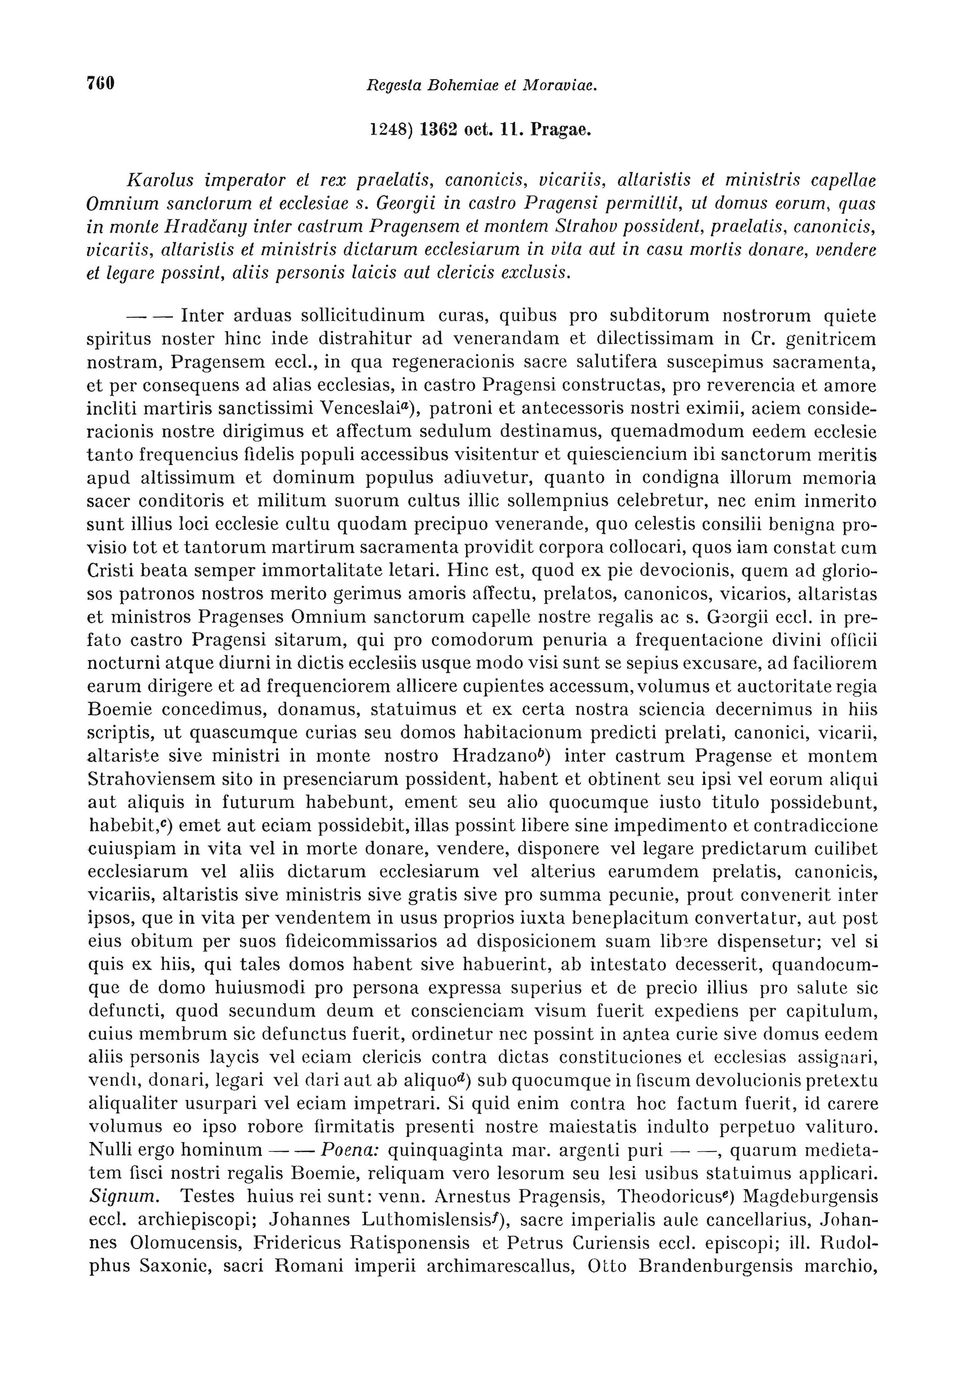 760
Regesta Bohemiae et Moraviae.
1248) 1362 oct. 11. Pragae.
Karolus imperator et rex praelatis, canonicis, vicariis, altaristis et ministris capellae
Omnium sanctorum et ecclesiae s. Georgii in castro Pragensi permittit, ut domus eorum, quas
in monte Hradčany inter castrum Pragensem et montem Strahov possident, praelatis, canonicis,
vicariis, altaristis et ministris dictarum ecclesiarum in vita aut in casu mortis donare, vendere
et legare possint, aliis personis laicis aut clericis exclusis.
— — Inter arduas sollicitudinum curas, quibus pro subditorum nostrorum quiete
spiritus noster hinc inde distrahitur ad venerandam et dilectissimam in Cr. genitricem
nostram, Pragensem eccl., in qua regeneracionis sacre salutifera suscepimus sacramenta,
et per consequens ad alias ecclesias, in castro Pragensi constructas, pro reverencia et amore
incliti martiris sanctissimi Venceslaiᵃ), patroni et antecessoris nostri eximii, aciem conside-
racionis nostre dirigimus et affectum sedulum destinamus, quemadmodum eedem ecclesie
tanto frequencius fidelis populi accessibus visitentur et quiesciencium ibi sanctorum meritis
apud altissimum et dominum populus adiuvetur, quanto in condigna illorum memoria
sacer conditoris et militum suorum cultus illic sollempnius celebretur, nec enim inmerito
sunt illius loci ecclesie cultu quodam precipuo venerande, quo celestis consilii benigna pro-
visio tot et tantorum martirum sacramenta providit corpora collocari, quos iam constat cum
Cristi beata semper immortalitate letari. Hinc est, quod ex pie devocionis, quem ad glorio-
sos patronos nostros merito gerimus amoris affectu, prelatos, canonicos, vicarios, altaristas
et ministros Pragenses Omnium sanctorum capelle nostre regalis ac s. Georgii eccl. in pre-
fato castro Pragensi sitarum, qui pro comodorum penuria a frequentacione divini officii
nocturni atque diurni in dictis ecclesiis usque modo visi sunt se sepius excusare, ad faciliorem
earum dirigere et ad frequenciorem allicere cupientes accessum, volumus et auctoritate regia
Boemie concedimus, donamus, statuimus et ex certa nostra sciencia decernimus in hiis
scriptis, ut quascumque curias seu domos habitacionum predicti prelati, canonici, vicarii,
altariste sive ministri in monte nostro Hradzanoᵇ) inter castrum Pragense et montem
Strahoviensem sito in presenciarum possident, habent et obtinent seu ipsi vel eorum aliqui
aut aliquis in futurum habebunt, ement seu alio quocumque iusto titulo possidebunt,
habebit,ᶜ) emet aut eciam possidebit, illas possint libere sine impedimento et contradiccione
cuiuspiam in vita vel in morte donare, vendere, disponere vel legare predictarum cuilibet
ecclesiarum vel aliis dictarum ecclesiarum vel alterius earumdem prelatis, canonicis,
vicariis, altaristis sive ministris sive gratis sive pro summa pecunie, prout convenerit inter
ipsos, que in vita per vendentem in usus proprios iuxta beneplacitum convertatur, aut post
eius obitum per suos fideicommissarios ad disposicionem suam libere dispensetur; vel si
quis ex hiis, qui tales domos habent sive habuerint, ab intestato decesserit, quandocum-
que de domo huiusmodi pro persona expressa superius et de precio illius pro salute sic
defuncti, quod secundum deum et conscienciam visum fuerit expediens per capitulum,
cuius membrum sic defunctus fuerit, ordinetur nec possint in antea curie sive domus eedem
aliis personis laycis vel eciam clericis contra dictas constituciones et ecclesias assignari,
vendi, donari, legari vel dari aut ab aliquoᵈ) sub quocumque in fiscum devolucionis pretextu
aliqualiter usurpari vel eciam impetrari. Si quid enim contra hoc factum fuerit, id carere
volumus eo ipso robore firmitatis presenti nostre maiestatis indulto perpetuo valituro.
Nulli ergo hominum — — Poena: quinquaginta mar. argenti puri — —, quarum medieta-
tem fisci nostri regalis Boemie, reliquam vero lesorum seu lesi usibus statuimus applicari.
Signum. Testes huius rei sunt: venn. Arnestus Pragensis, Theodoricusᵉ) Magdeburgensis
eccl. archiepiscopi; Johannes Luthomislensisᶠ), sacre imperialis aule cancellarius, Johan-
nes Olomucensis, Fridericus Ratisponensis et Petrus Curiensis eccl. episcopi; ill. Rudol-
phus Saxonie, sacri Romani imperii archimarescallus, Otto Brandenburgensis marchio,